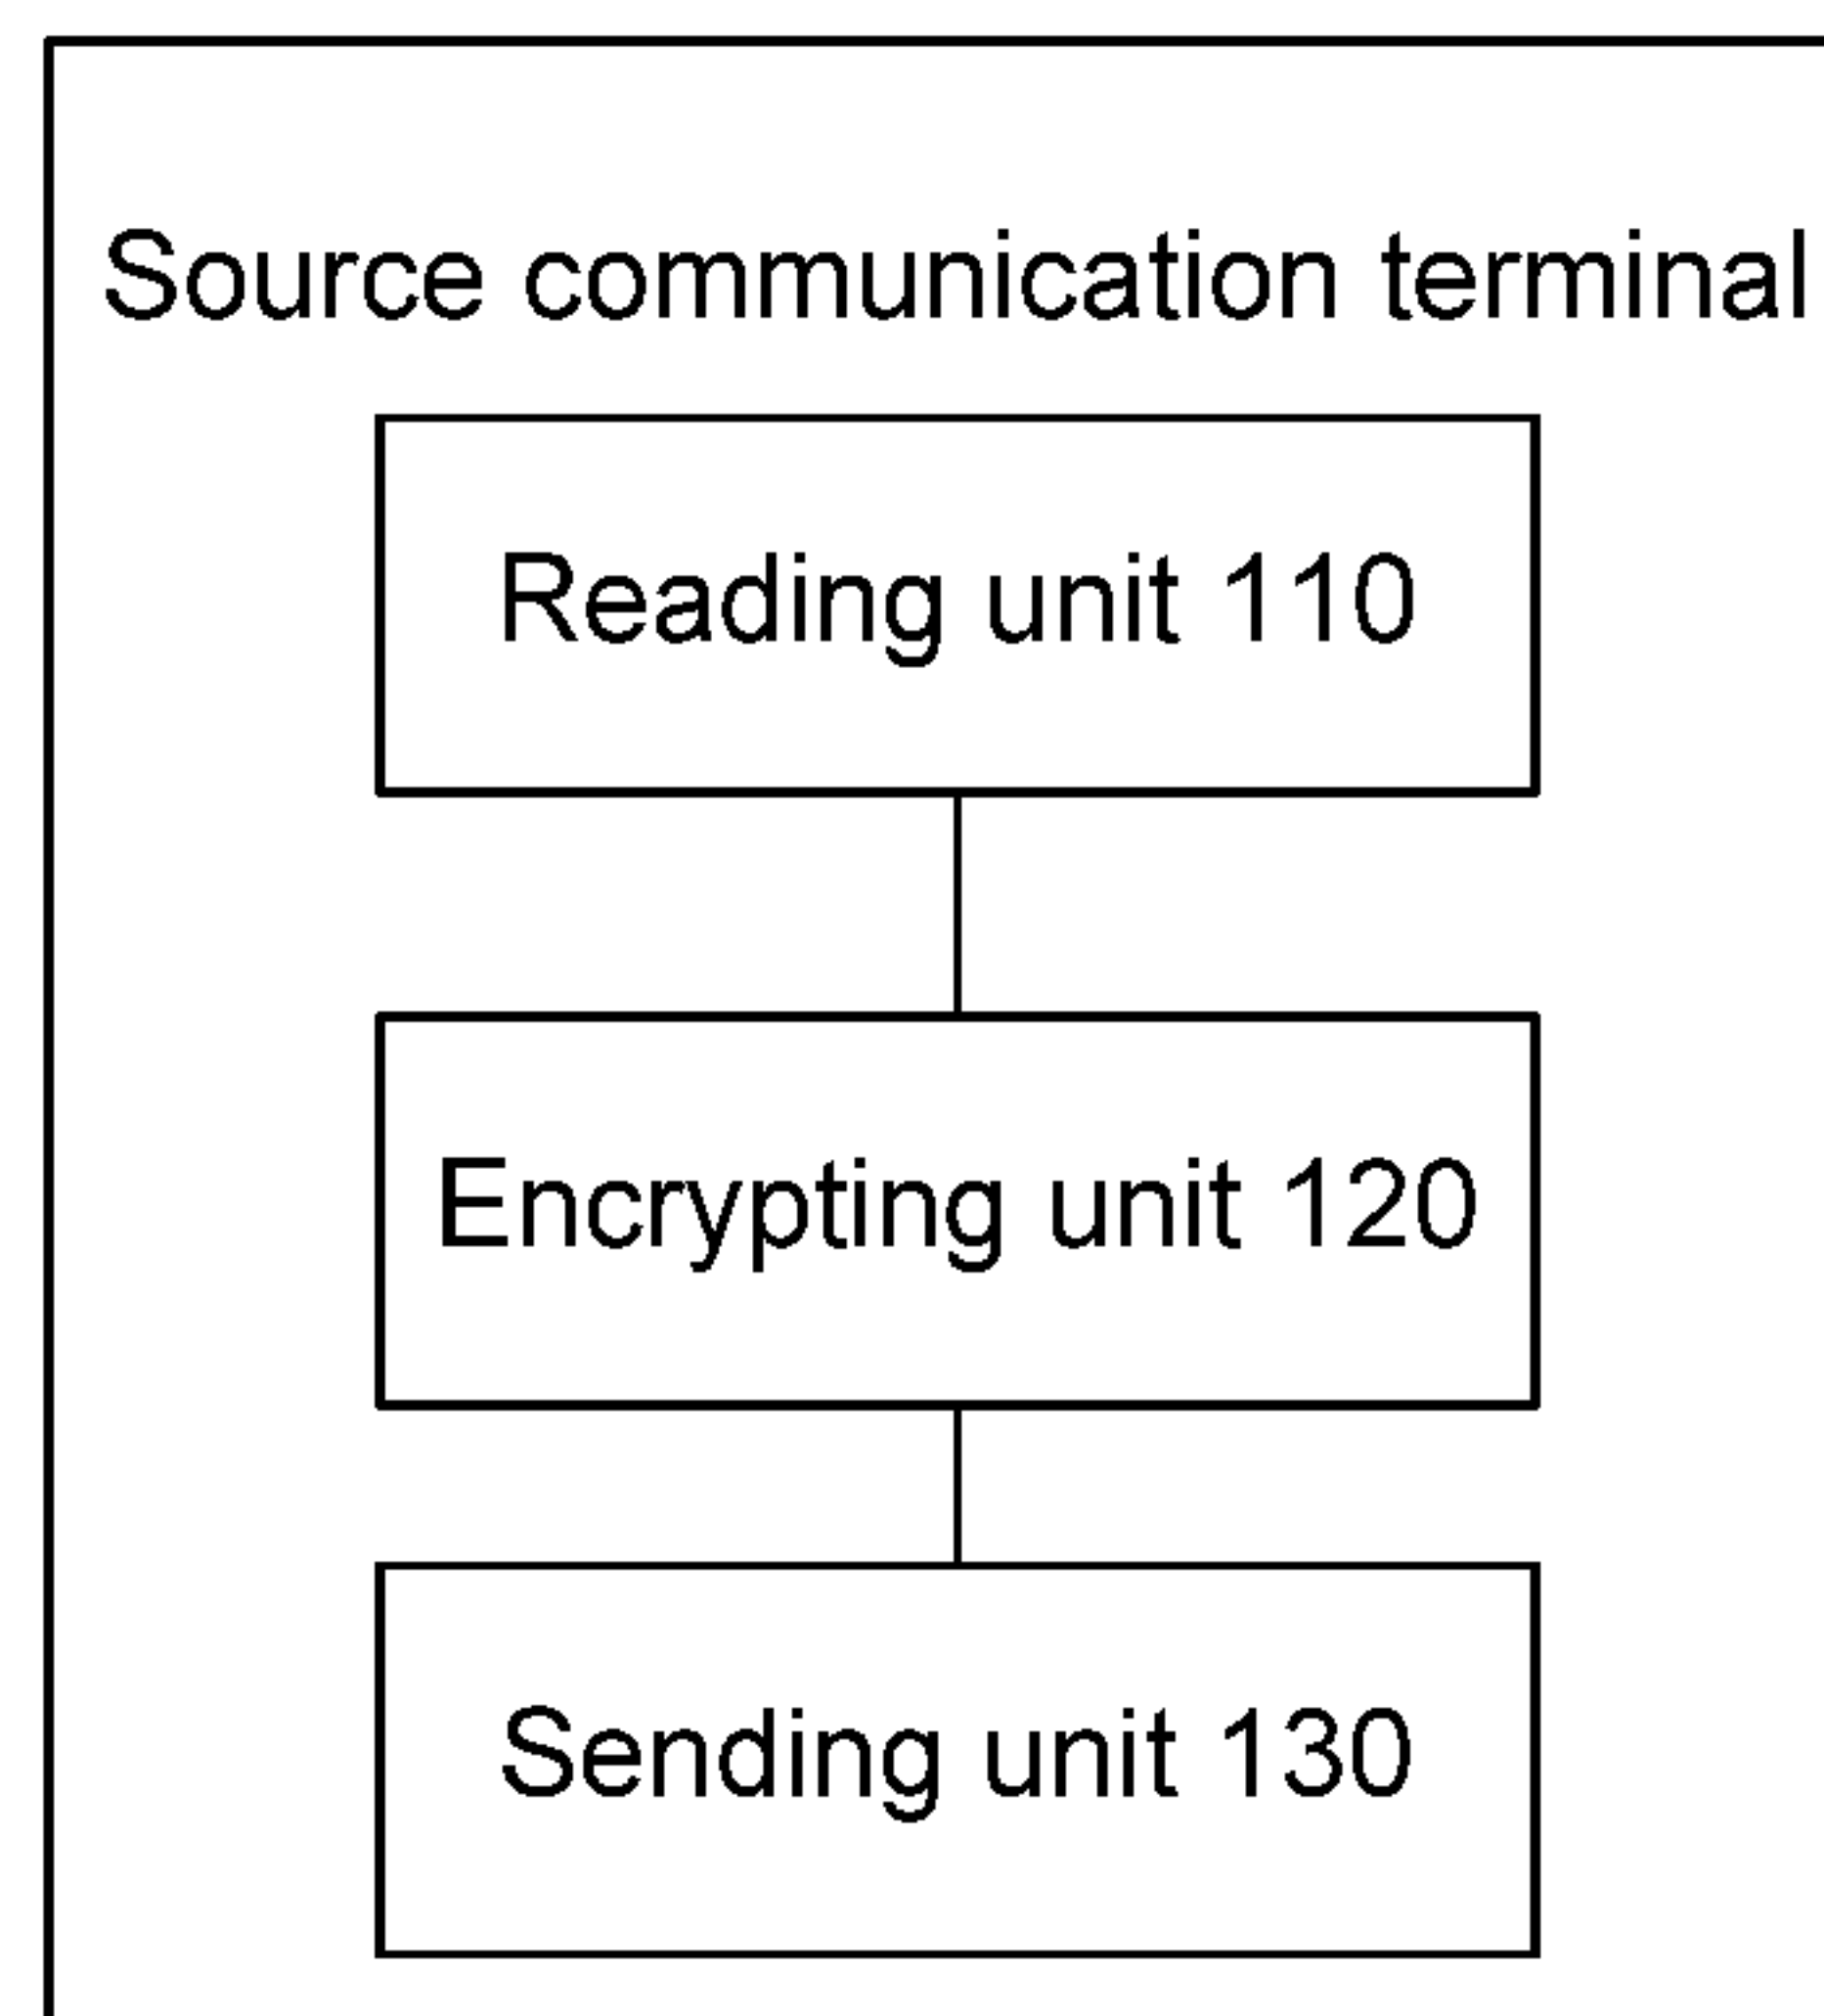 Source communication terminal
Reading unit 110
Encrypting unit 120
Sending unit 130